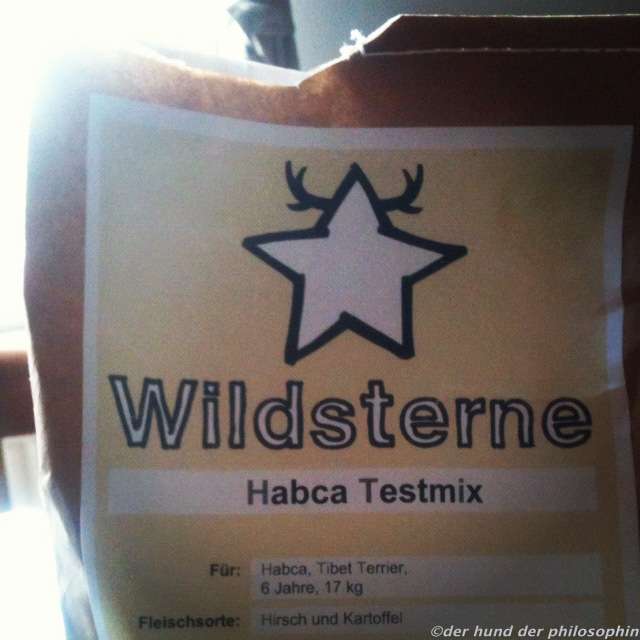 Wildsterne
Habca Testmix
Für: Habca, Tibet Terrier,
6 Jahre, 17 kg
Fleischsorte: Hirsch und Kartoffel
©der hund der philosophin